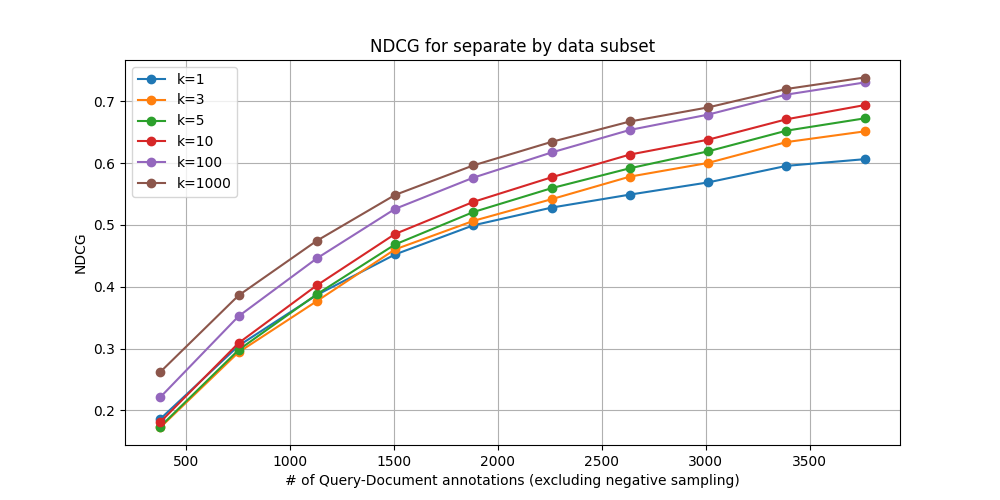 NDCG for separate by data subset
k=1
k=3
k=5
k=10
k=100
k=1000
NDCG
0.7
0.6
0.5
0.4
0.3
0.2
500 1000 1500 2000 2500 3000 3500
# of Query-Document annotations (excluding negative sampling)